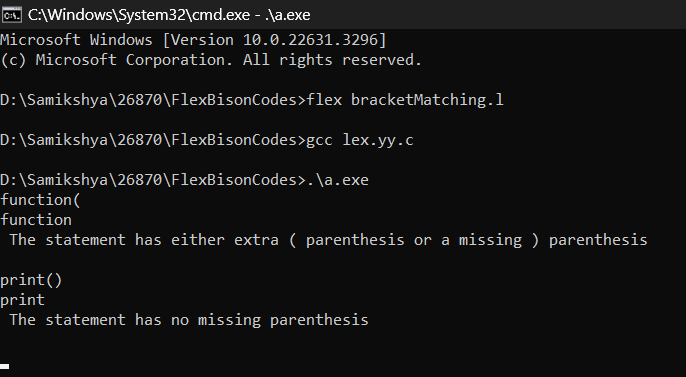 C:\Windows\System32\cmd.exe - .\a.exe
Microsoft Windows [Version 10.0.22631.3296]
(c) Microsoft Corporation. All rights reserved.
D:\Samikshya\26870\FlexBisonCodes>flex bracketMatching.l
D:\Samikshya\26870\FlexBisonCodes>gcc lex.yy.c
D:\Samikshya\26870\FlexBisonCodes>.\a.exe
function(
function
The statement has either extra ( parenthesis or a missing ) parenthesis
print()
print
The statement has no missing parenthesis